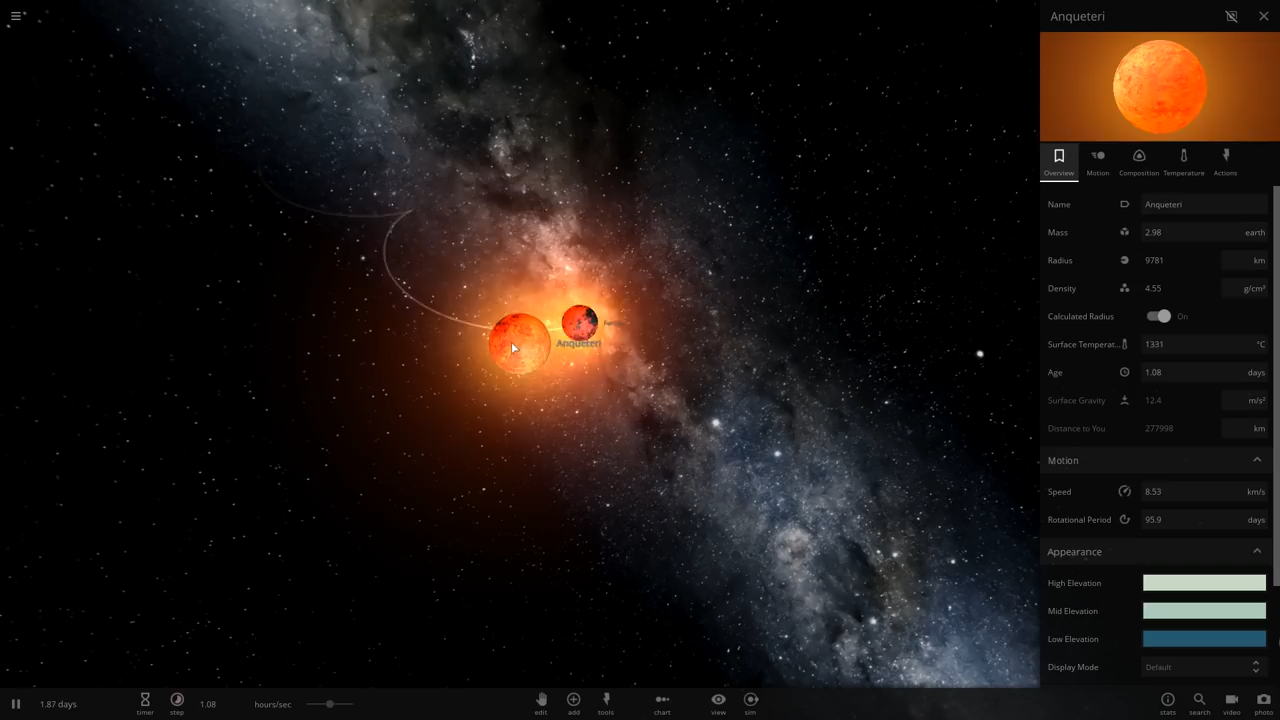 Anqueteri
Overview
Motion
Composition
Temperature
Actions
Name
Anqueteri
Mass
2.98
earth
Radius
9781
km
Density
4.55
g/cm³
Calculated Radius
On
Surface Temperat...
1331
°C
Age
1.08
days
Surface Gravity
12.4
m/s²
Distance to You
277998
km
Motion
Speed
8.53
km/s
Rotational Period
95.9
days
Appearance
High Elevation
Mid Elevation
Low Elevation
Display Mode
Default
Anqueteri
1.87 days
timer
step
1.08
hours/sec
edit
add
tools
chart
view
sim
stats
search
video
photo